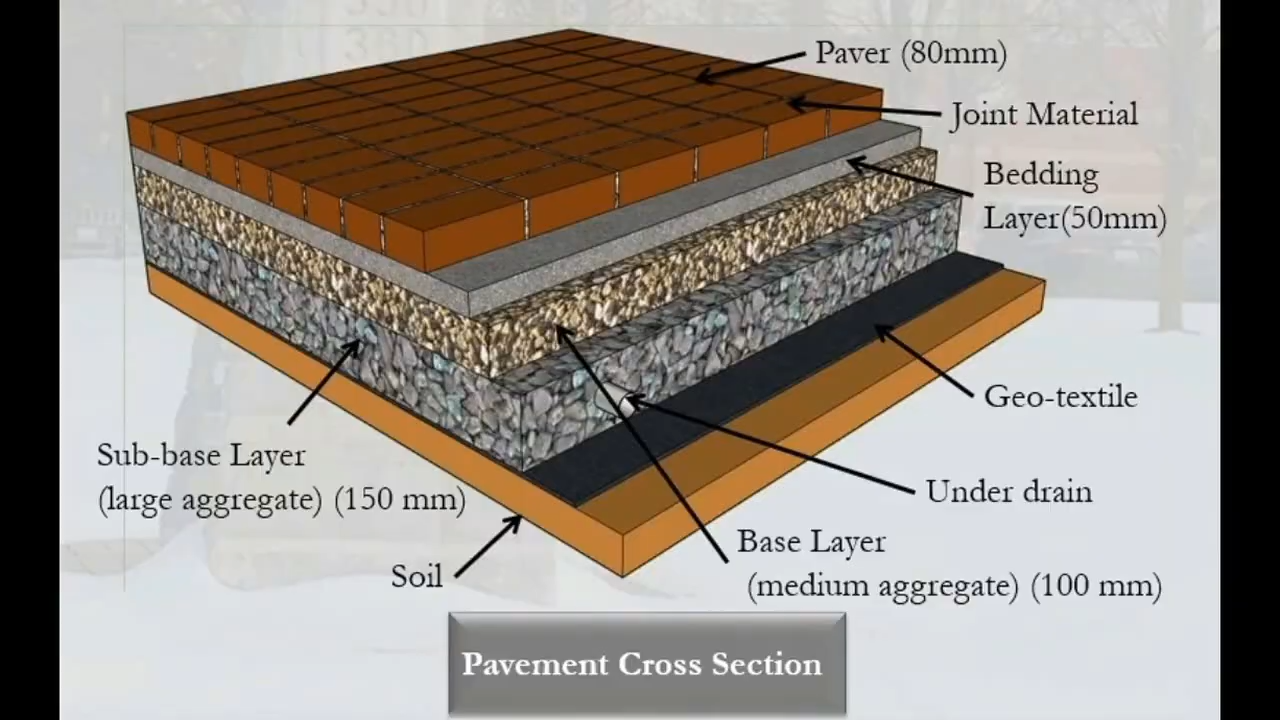 Paver (80mm)
Joint Material
Bedding
Layer(50mm)
Geo-textile
Sub-base Layer
(large aggregate) (150 mm)
Under drain
Base Layer
(medium aggregate) (100 mm)
Soil
Pavement Cross Section